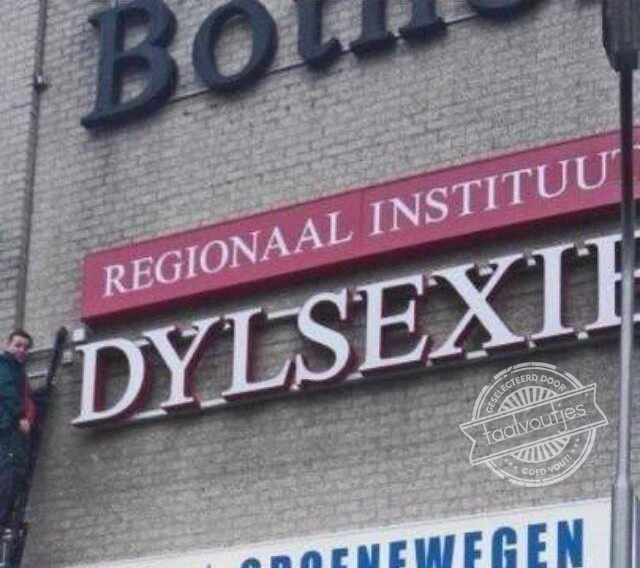 REGIONAAL INSTITUUT
DYLSEXIE
GESELECTEERD DOOR
taalvoutjes
GOED VOUT!
GROENEWEGEN